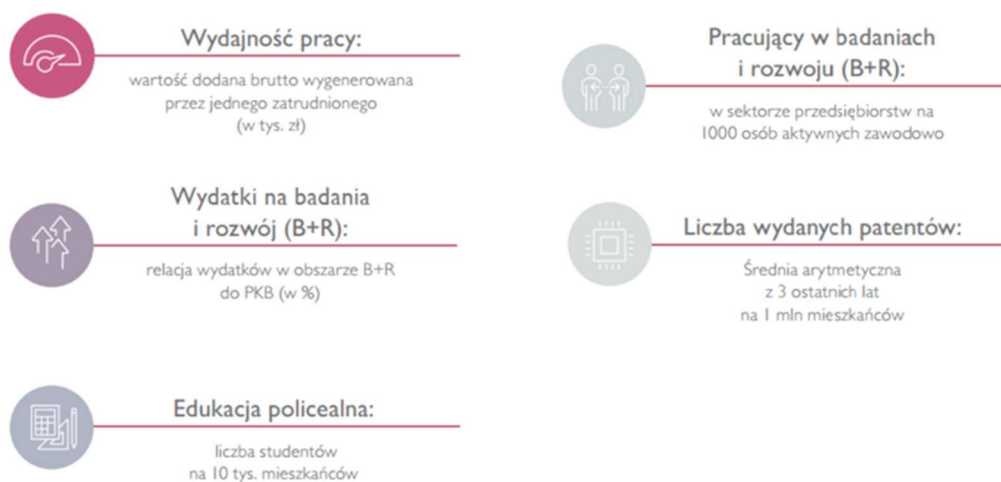 Wydajność pracy:
wartość dodana brutto wygenerowana
przez jednego zatrudnionego
(w tys. zł)
Wydatki na badania
i rozwój (B+R):
relacja wydatków w obszarze B+R
do PKB (w %)
Edukacja policealna:
liczba studentów
na 10 tys. mieszkańców
Pracujący w badaniach
i rozwoju (B+R):
w sektorze przedsiębiorstw na
1000 osób aktywnych zawodowo
Liczba wydanych patentów:
Średnia arytmetyczna
z 3 ostatnich lat
na 1 mln mieszkańców